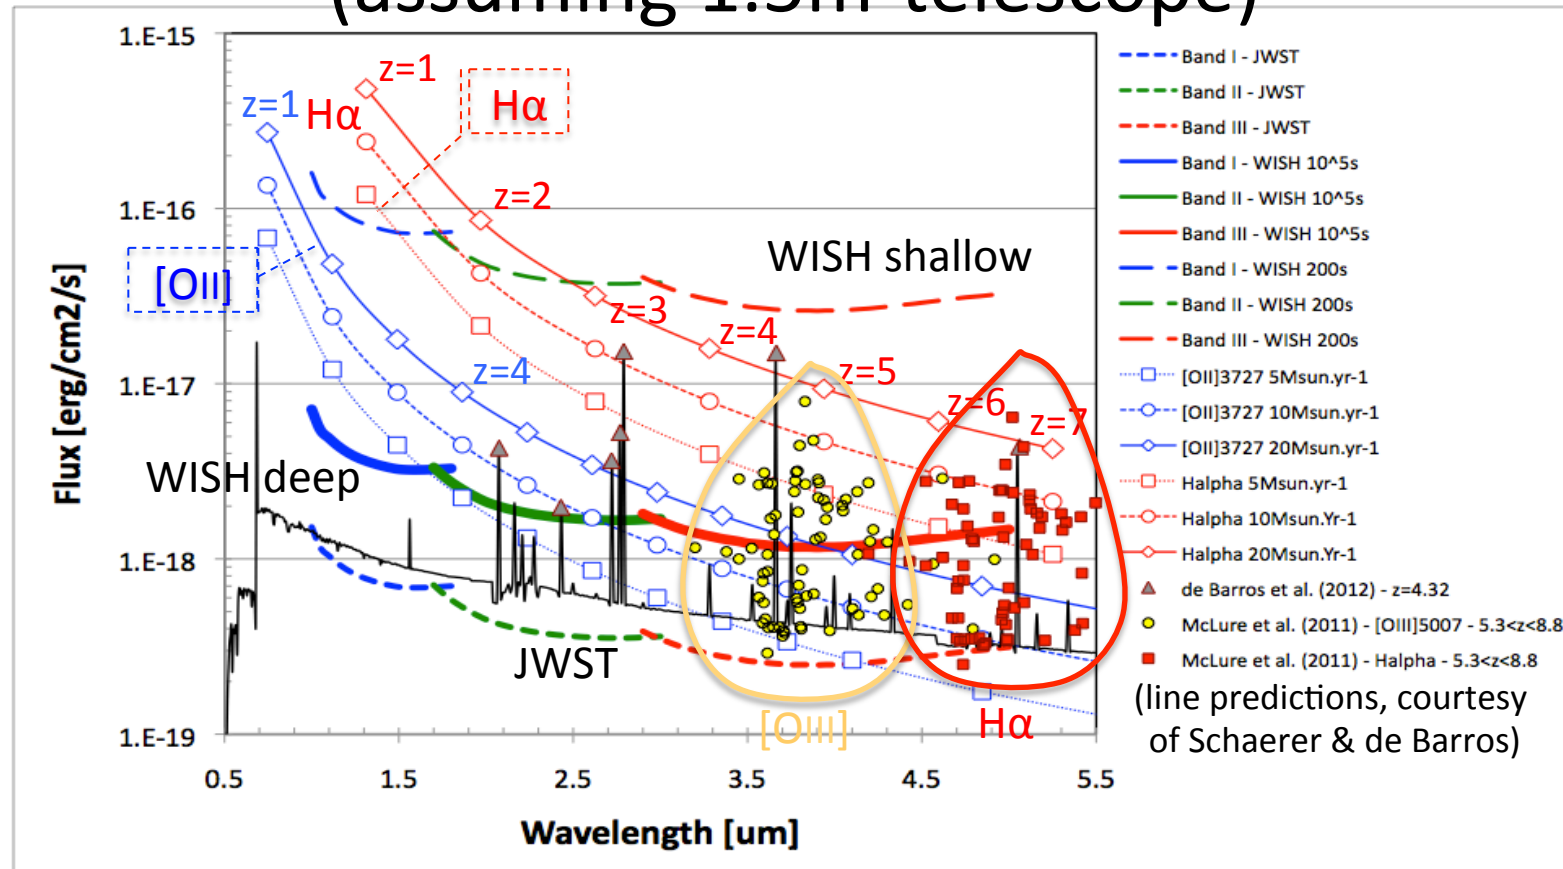 (assuming 1.5m telescope)
1.E-15
1.E-16
1.E-17
1.E-18
1.E-19
Flux [erg/cm2/s]
0.5
1.5
2.5
3.5
4.5
5.5
Wavelength [um]
z=1
Hα
z=1
Hα
z=2
[OII]
WISH shallow
z=3
z=4
z=4
z=5
z=6
z=7
WISH deep
JWST
[OIII]
Hα
Band I - JWST
Band II - JWST
Band III - JWST
Band I - WISH 10^5s
Band II - WISH 10^5s
Band III - WISH 10^5s
Band I - WISH 200s
Band II - WISH 200s
Band III - WISH 200s
[OII]3727 5Msun.yr-1
[OII]3727 10Msun.yr-1
[OII]3727 20Msun.yr-1
Halpha 5Msun.yr-1
Halpha 10Msun.Yr-1
Halpha 20Msun.Yr-1
de Barros et al. (2012) - z=4.32
McLure et al. (2011) - [OIII]5007 - 5.3<z<8.8
McLure et al. (2011) - Halpha - 5.3<z<8.8
(line predictions, courtesy
of Schaerer & de Barros)